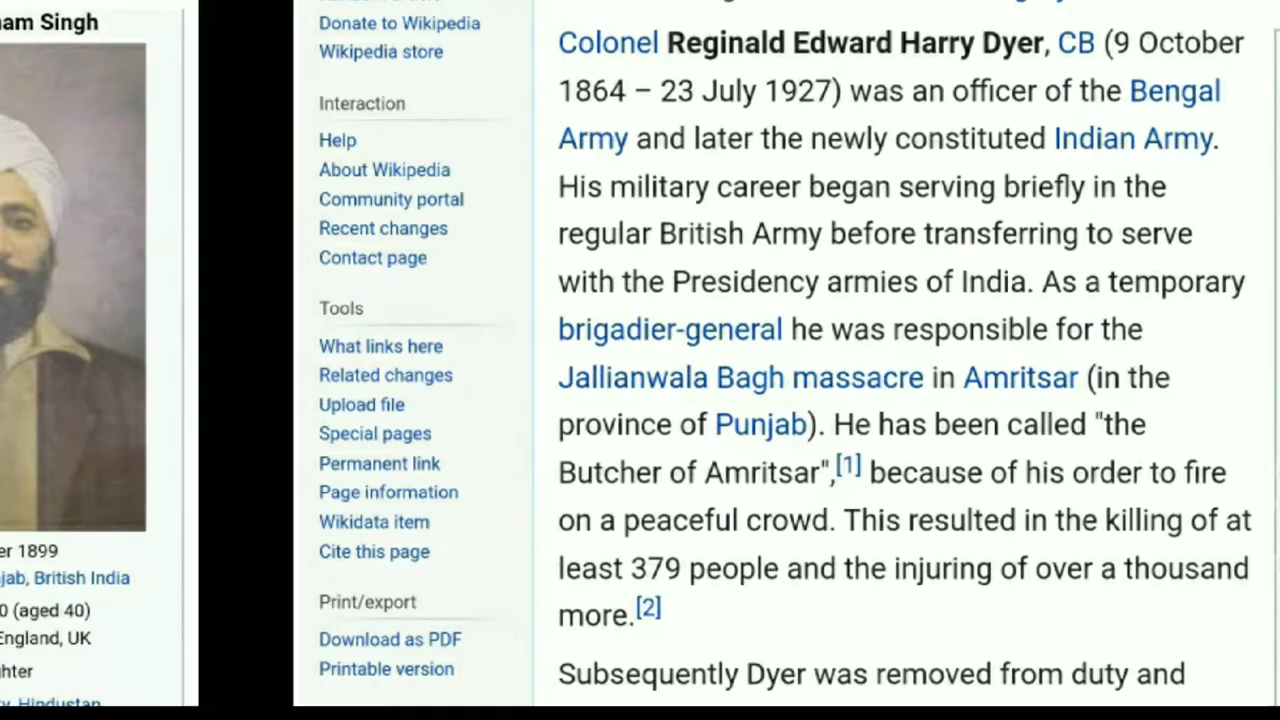 am Singh
er 1899
jab, British India
0 (aged 40)
England, UK
hter
y, Hindustan
Donate to Wikipedia
Wikipedia store
Interaction
Help
About Wikipedia
Community portal
Recent changes
Contact page
Tools
What links here
Related changes
Upload file
Special pages
Permanent link
Page information
Wikidata item
Cite this page
Print/export
Download as PDF
Printable version
Colonel Reginald Edward Harry Dyer, CB (9 October
1864 – 23 July 1927) was an officer of the Bengal
Army and later the newly constituted Indian Army.
His military career began serving briefly in the
regular British Army before transferring to serve
with the Presidency armies of India. As a temporary
brigadier-general he was responsible for the
Jallianwala Bagh massacre in Amritsar (in the
province of Punjab). He has been called "the
Butcher of Amritsar",[1] because of his order to fire
on a peaceful crowd. This resulted in the killing of at
least 379 people and the injuring of over a thousand
more.[2]
Subsequently Dyer was removed from duty and